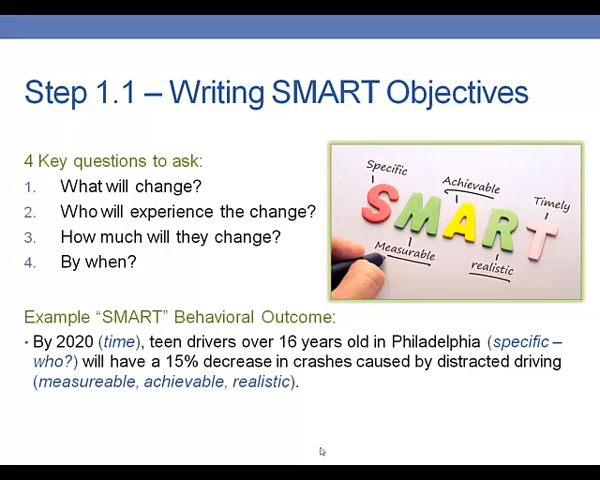 Step 1.1 – Writing SMART Objectives
4 Key questions to ask:
1. What will change?
2. Who will experience the change?
3. How much will they change?
4. By when?
Specific
Achievable
Timely
SMART
Measurable
realistic
Example “SMART” Behavioral Outcome:
• By 2020 (time), teen drivers over 16 years old in Philadelphia (specific –
who?) will have a 15% decrease in crashes caused by distracted driving
(measureable, achievable, realistic).